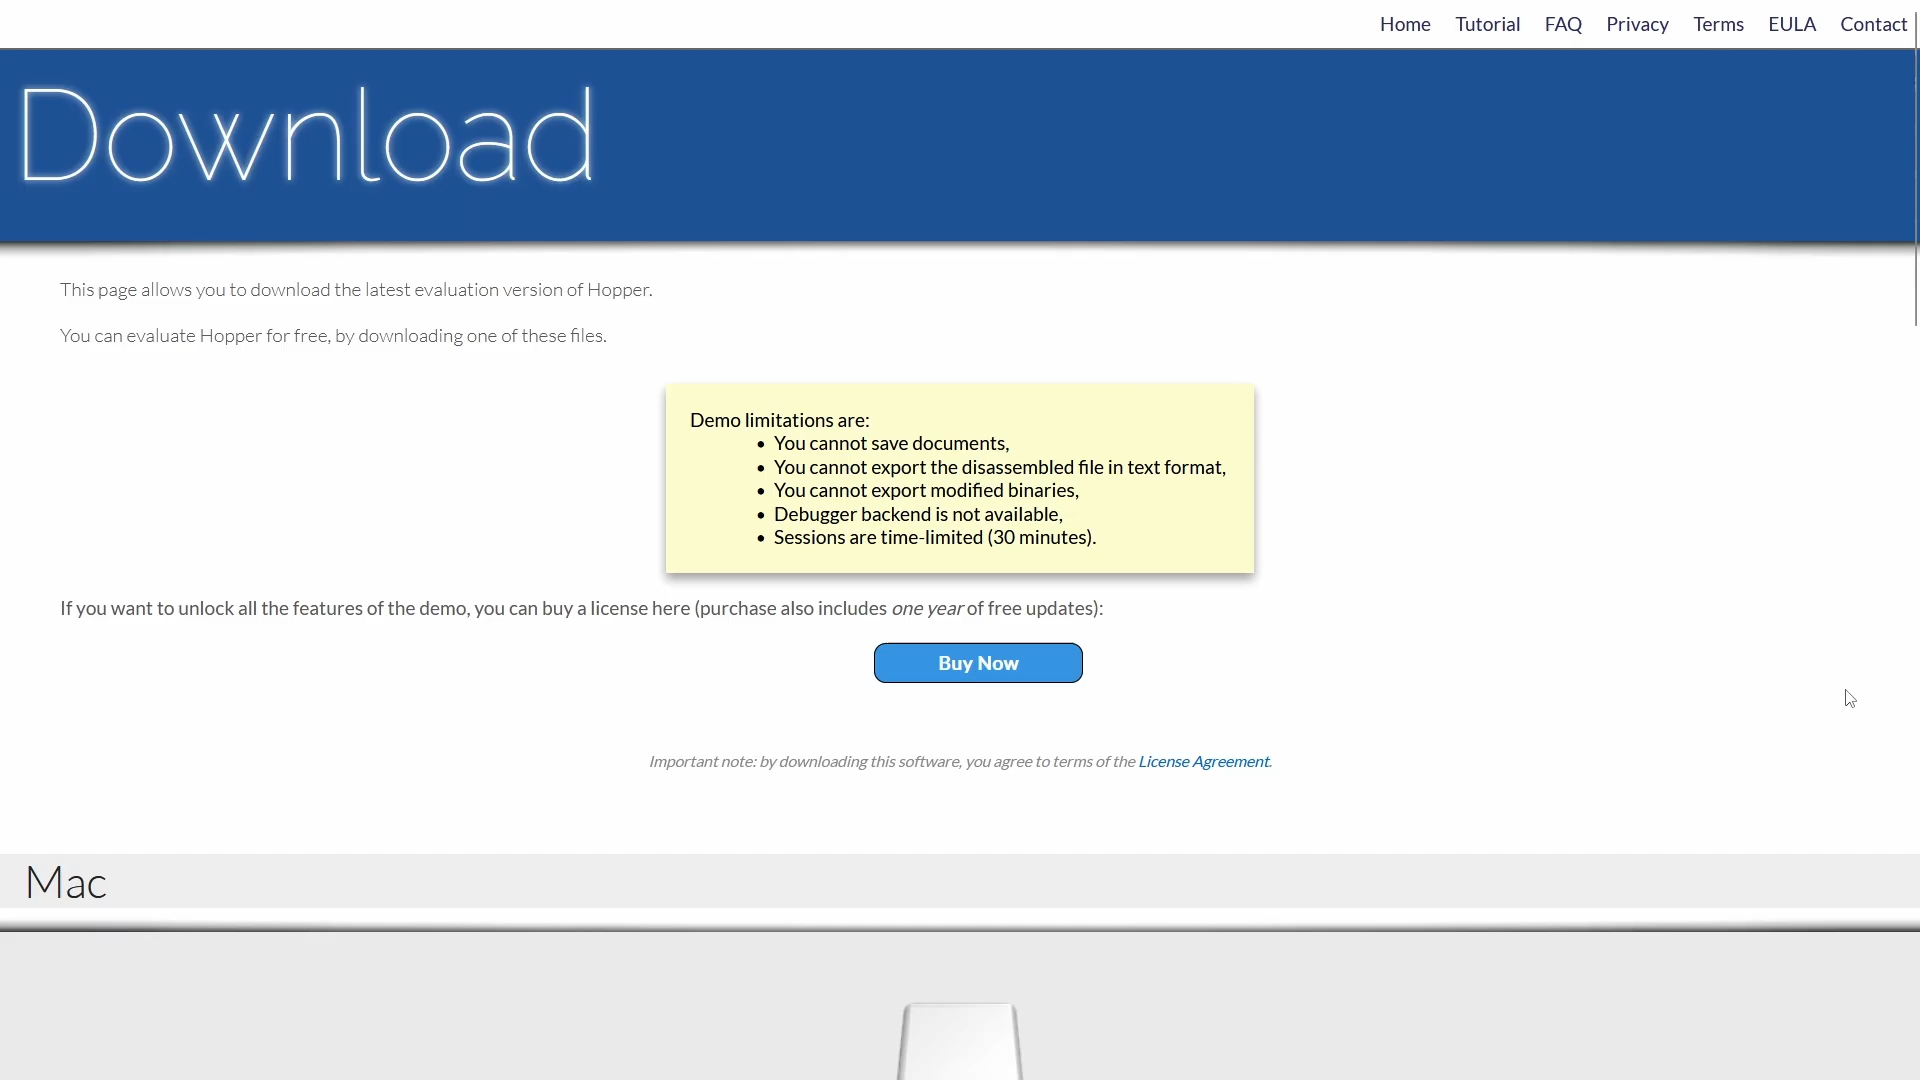 Home Tutorial FAQ Privacy Terms EULA Contact
Download
This page allows you to download the latest evaluation version of Hopper.
You can evaluate Hopper for free, by downloading one of these files.
Demo limitations are:
• You cannot save documents,
• You cannot export the disassembled file in text format,
• You cannot export modified binaries,
• Debugger backend is not available,
• Sessions are time-limited (30 minutes).
If you want to unlock all the features of the demo, you can buy a license here (purchase also includes one year of free updates):
Buy Now
Important note: by downloading this software, you agree to terms of the License Agreement.
Mac